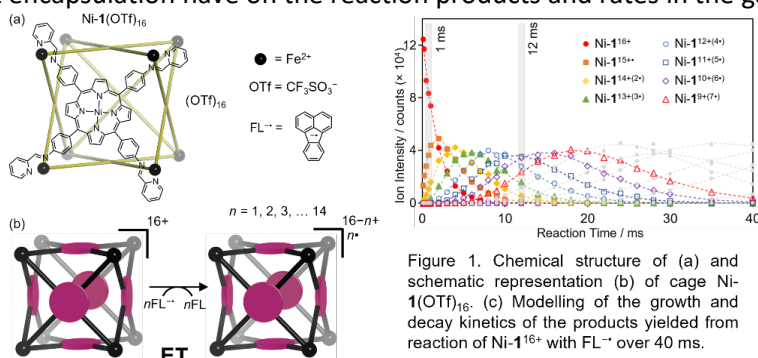 encapsulation have on the reaction products and rates in the g
(a) Ni-1(OTf)₁₆
= Fe²⁺
OTf = CF₃SO₃⁻
(OTf)₁₆
FL⁻• =
N N N N N N N N N N N N
Ni
(b)
16+
n = 1, 2, 3, … 14
16−n+
n•
nFL⁻• nFL
ET
Ion Intensity / counts (× 10⁴)
12
8
4
0
1 ms
12 ms
Ni-1¹⁶⁺ Ni-1¹²⁺⁽⁴•⁾
Ni-1¹⁵⁺• Ni-1¹¹⁺⁽⁵•⁾
Ni-1¹⁴⁺⁽²•⁾ Ni-1¹⁰⁺⁽⁶•⁾
Ni-1¹³⁺⁽³•⁾ Ni-1⁹⁺⁽⁷•⁾
0 10 20 30 40
Reaction Time / ms
Figure 1. Chemical structure of (a) and
schematic representation (b) of cage Ni-
1(OTf)₁₆. (c) Modelling of the growth and
decay kinetics of the products yielded from
reaction of Ni-1¹⁶⁺ with FL⁻• over 40 ms.